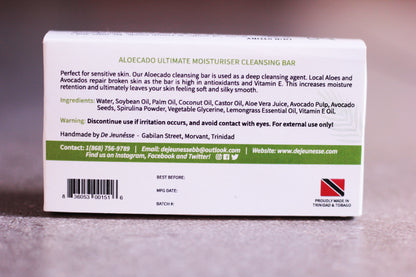 ALOECADO ULTIMATE MOISTURISER CLEANSING BAR
Perfect for sensitive skin. Our Aloecado cleansing bar is used as a deep cleansing agent. Local Aloes and
Avocados repair broken skin as the bar is high in antioxidants and Vitamin E. This increases moisture
retention and ultimately leaves your skin feeling soft and silky smooth.
Ingredients: Water, Soybean Oil, Palm Oil, Coconut Oil, Castor Oil, Aloe Vera Juice, Avocado Pulp, Avocado
Seeds, Spirulina Powder, Vegetable Glycerine, Lemongrass Essential Oil, Vitamin E Oil.
Warning: Discontinue use if irritation occurs, and avoid contact with eyes. For external use only!
Handmade by De Jeunésse - Gabilan Street, Morvant, Trinidad
Contact: 1(868) 756-9789 | Email: dejeunessebb@outlook.com | Website: www.dejeunesse.com
Find us on Instagram, Facebook and Twitter!
BEST BEFORE:
MFG DATE:
BATCH #:
8 36053 00151 6
PROUDLY MADE IN
TRINIDAD & TOBAGO